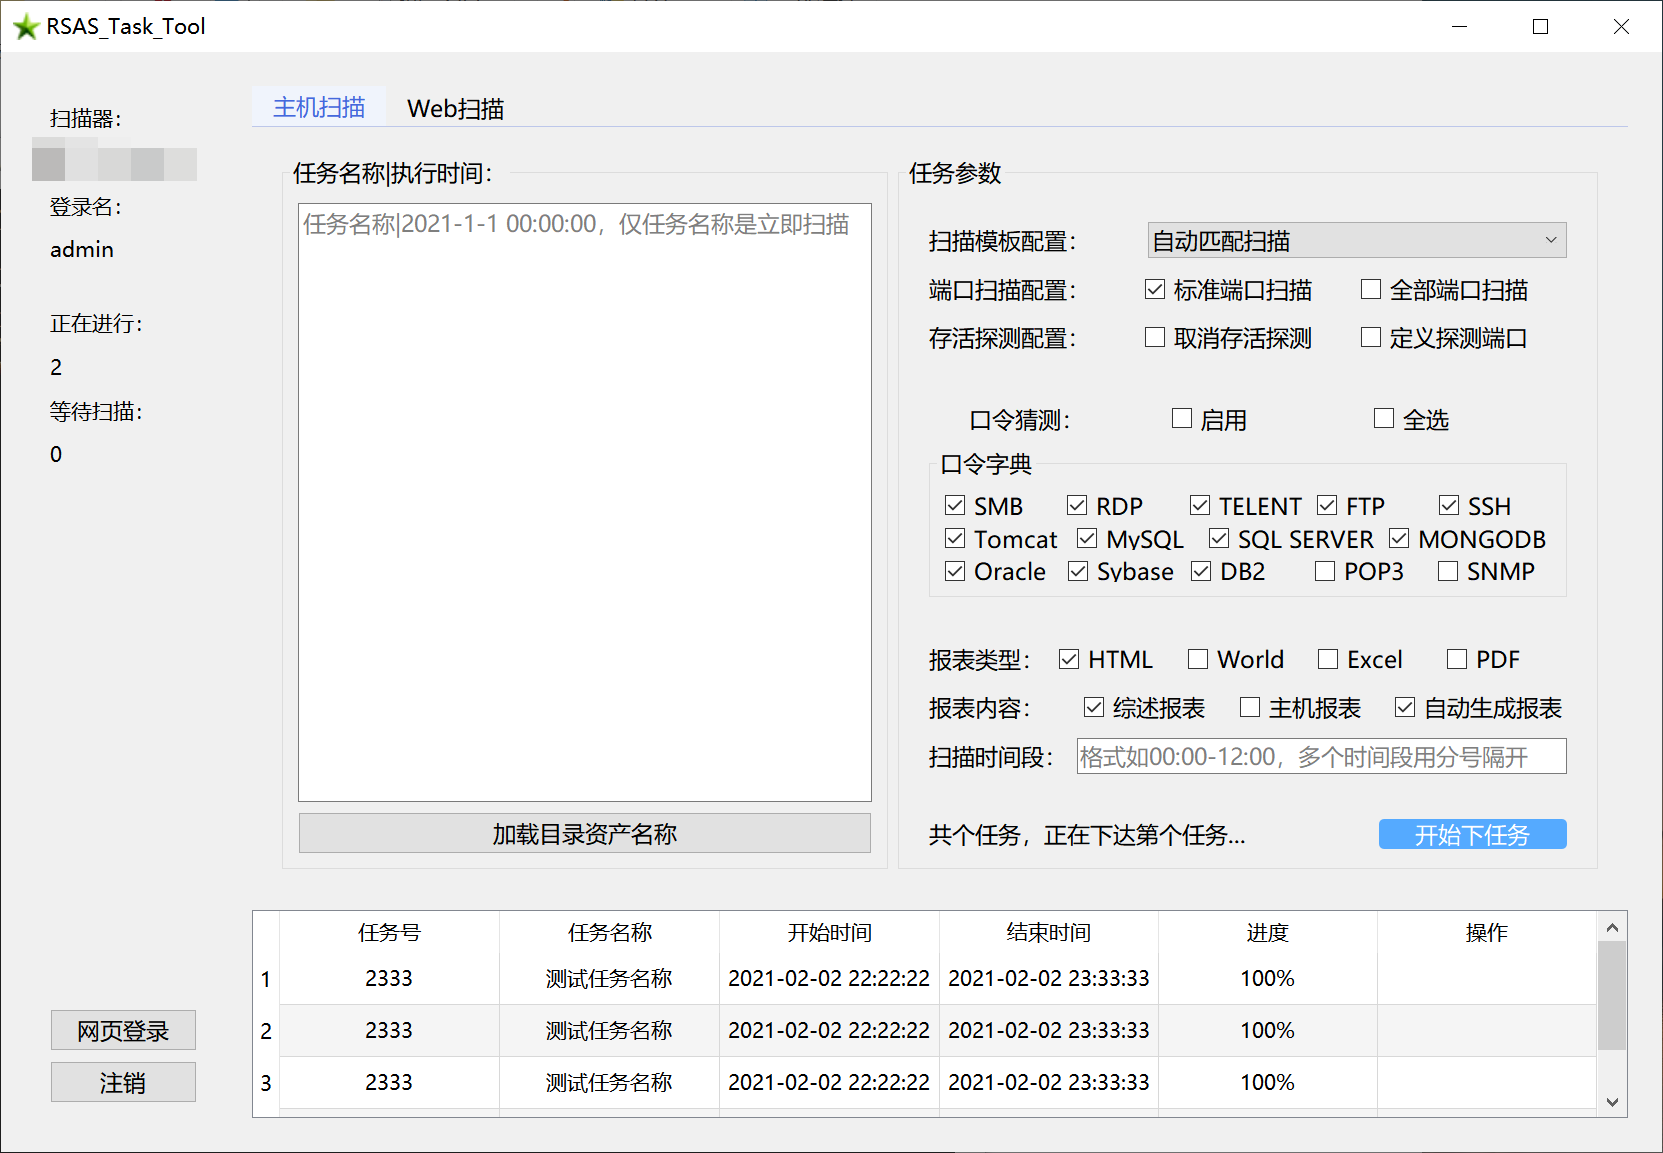 RSAS_Task_Tool
扫描器：
登录名：
admin
正在进行：
2
等待扫描：
0
网页登录
注销
主机扫描 Web扫描
任务名称|执行时间：
任务名称|2021-1-1 00:00:00，仅任务名称是立即扫描
加载目录资产名称
任务参数
扫描模板配置： 自动匹配扫描
端口扫描配置： 标准端口扫描 全部端口扫描
存活探测配置： 取消存活探测 定义探测端口
口令猜测： 启用 全选
口令字典
SMB RDP TELENT FTP SSH
Tomcat MySQL SQL SERVER MONGODB
Oracle Sybase DB2 POP3 SNMP
报表类型： HTML World Excel PDF
报表内容： 综述报表 主机报表 自动生成报表
扫描时间段： 格式如00:00-12:00，多个时间段用分号隔开
共个任务，正在下达第个任务... 开始下任务
任务号 任务名称 开始时间 结束时间 进度 操作
1 2333 测试任务名称 2021-02-02 22:22:22 2021-02-02 23:33:33 100%
2 2333 测试任务名称 2021-02-02 22:22:22 2021-02-02 23:33:33 100%
3 2333 测试任务名称 2021-02-02 22:22:22 2021-02-02 23:33:33 100%